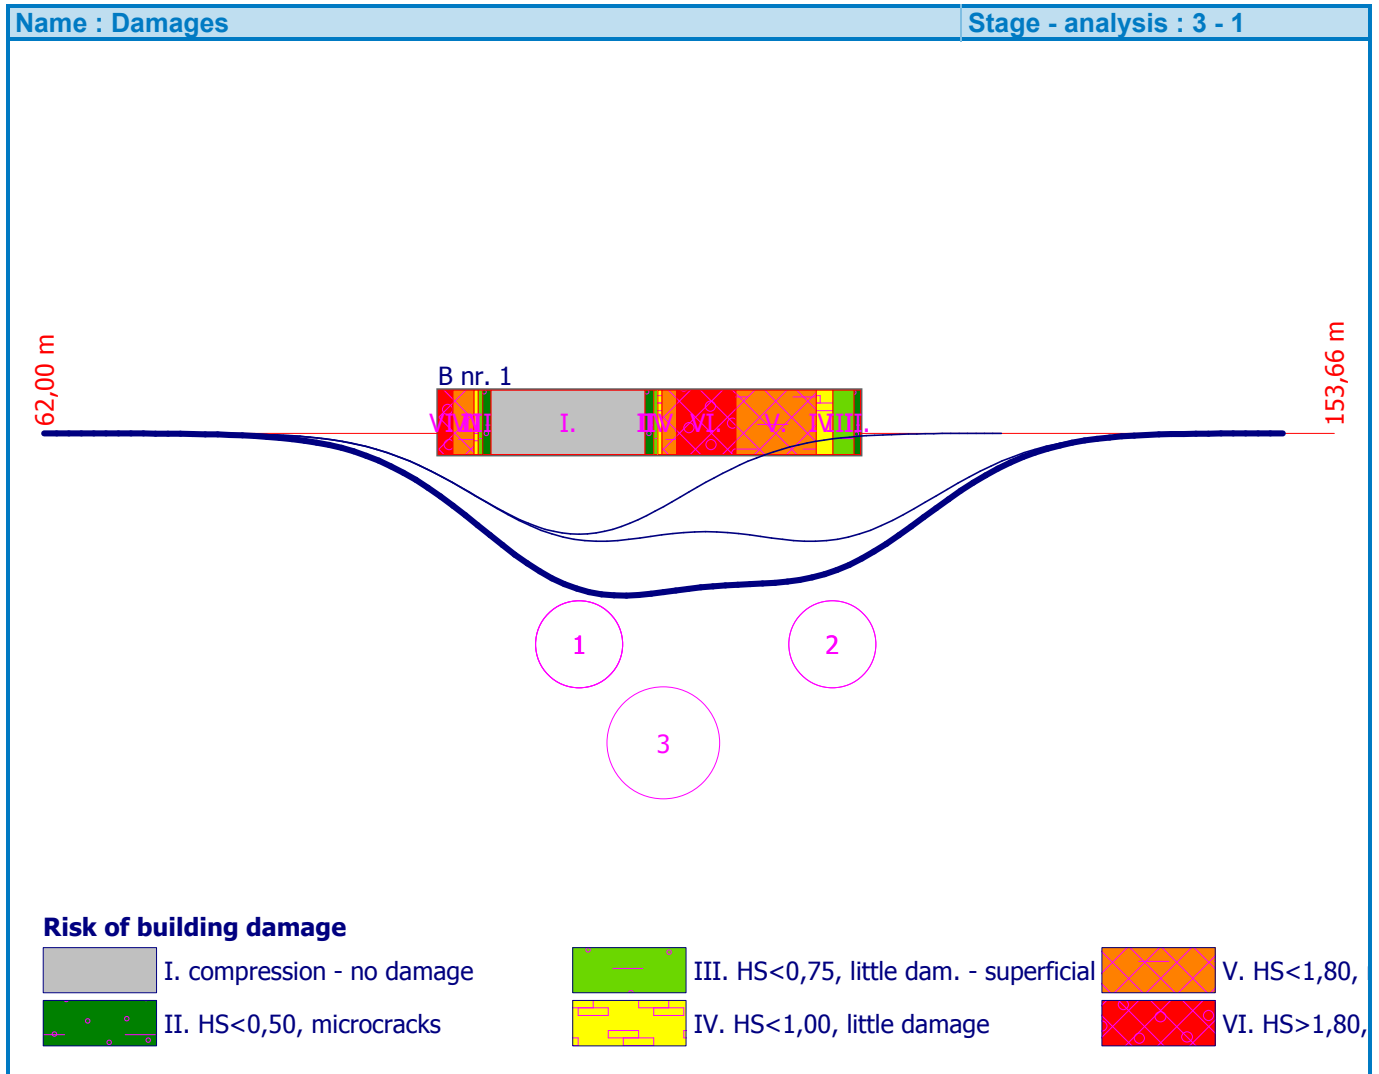 Name : Damages
Stage - analysis : 3 - 1
62,00 m
153,66 m
B nr. 1
I.
VI.
V.
1
2
3
Risk of building damage
I. compression - no damage
III. HS<0,75, little dam. - superficial
V. HS<1,80,
II. HS<0,50, microcracks
IV. HS<1,00, little damage
VI. HS>1,80,